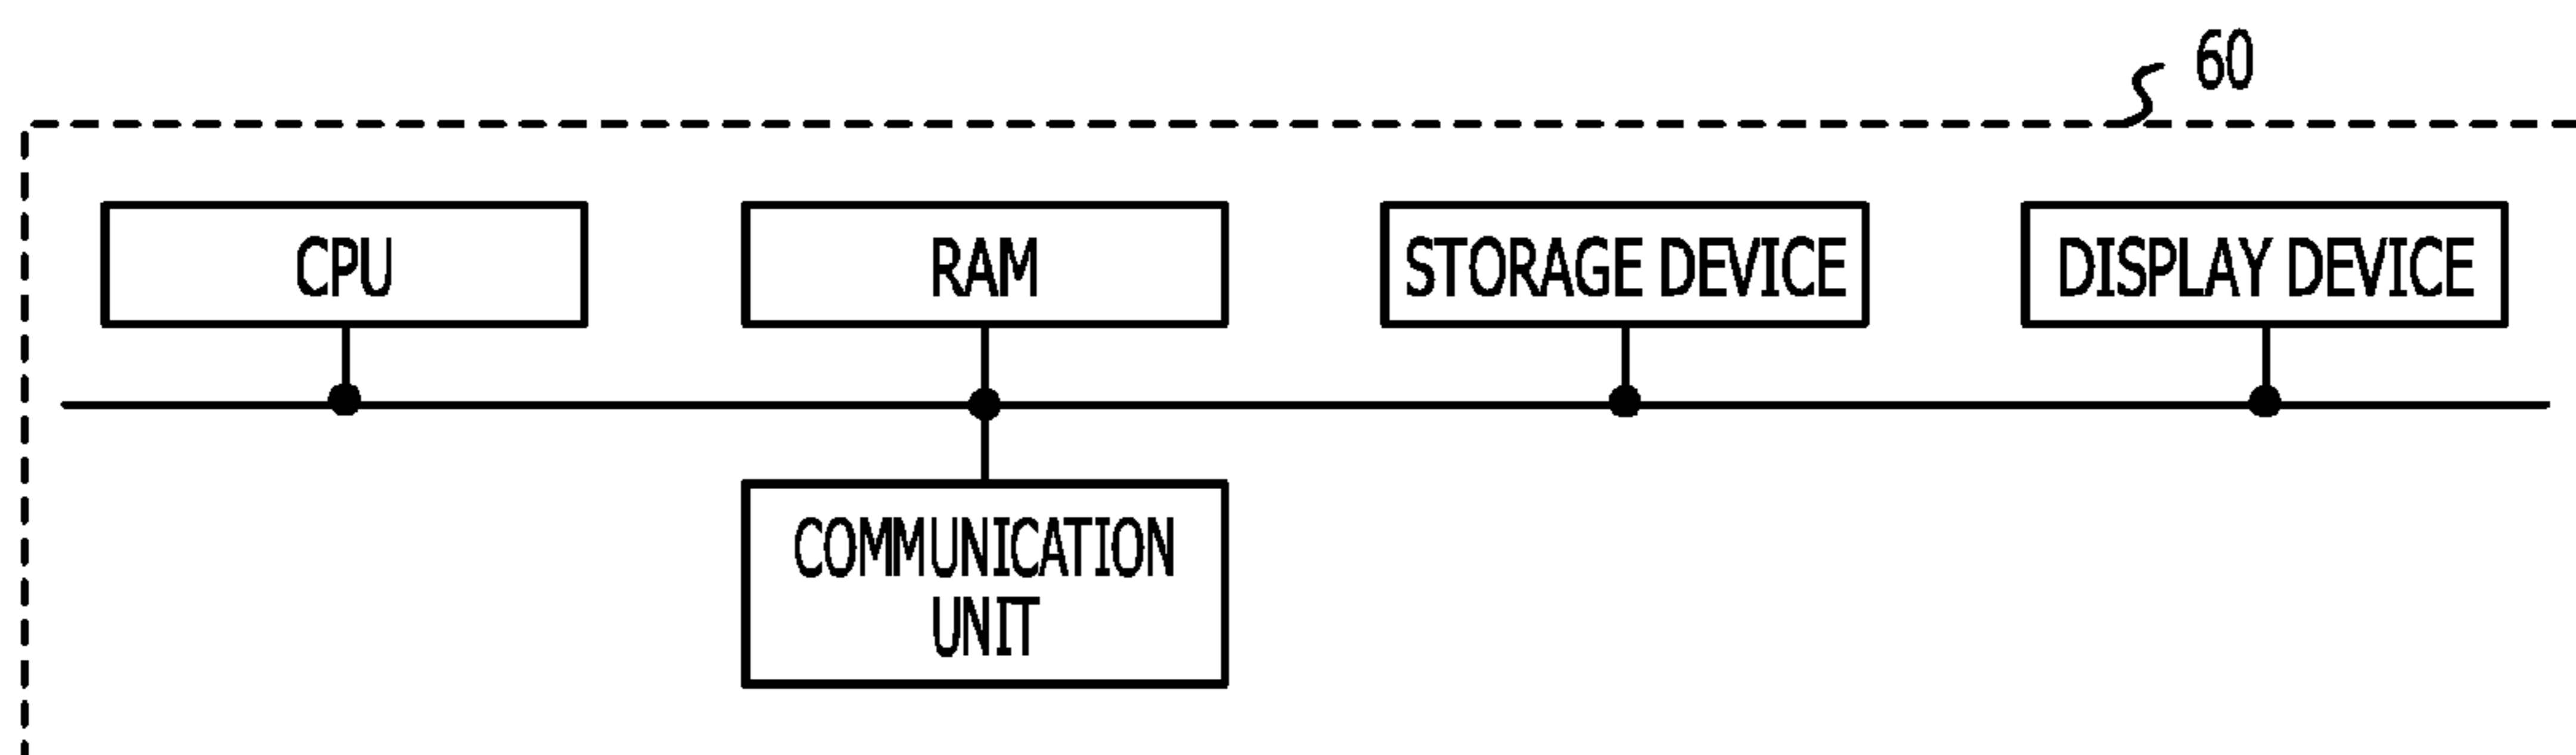 60
CPU
RAM
STORAGE DEVICE
DISPLAY DEVICE
COMMUNICATION
UNIT